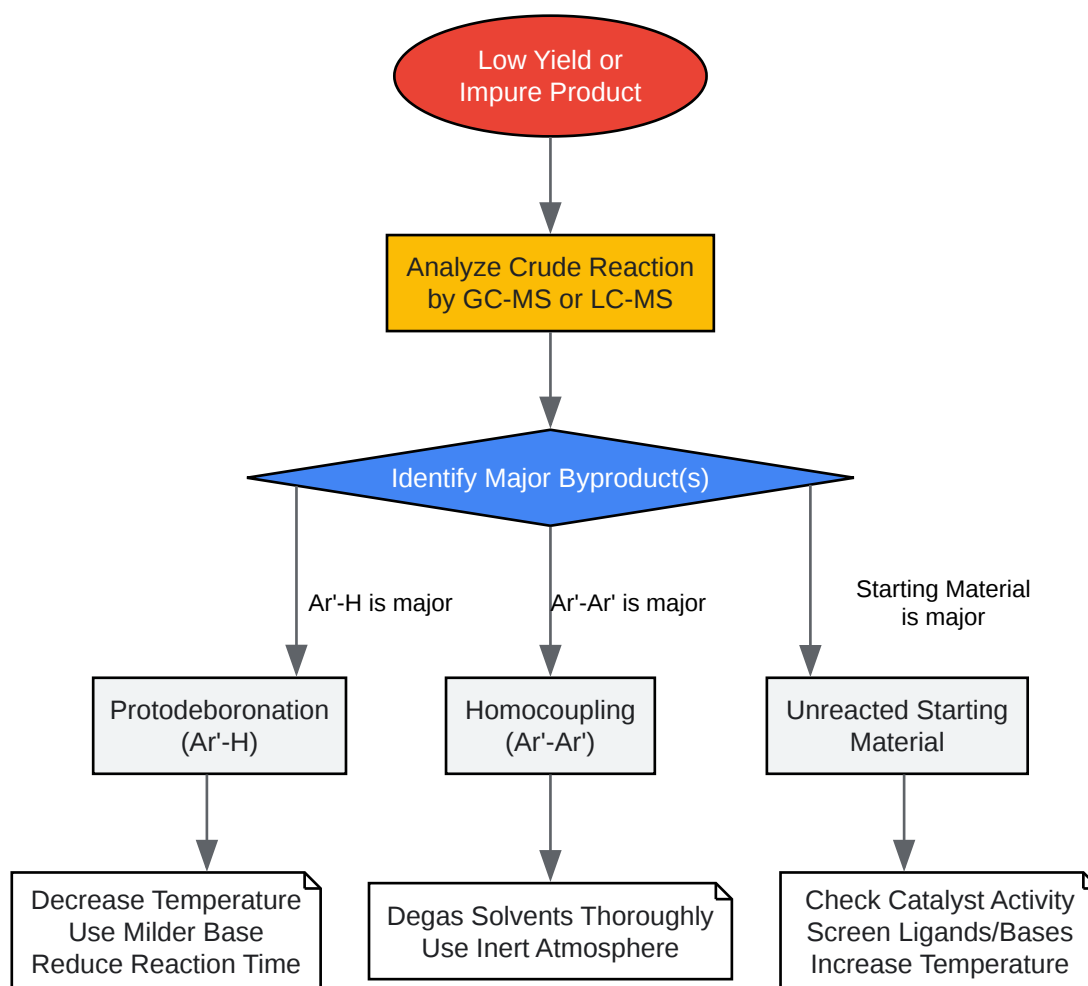 Low Yield or
Impure Product
Analyze Crude Reaction
by GC-MS or LC-MS
Identify Major Byproduct(s)
Ar'-H is major
Ar'-Ar' is major
Starting Material
is major
Protodeboronation
(Ar'-H)
Homocoupling
(Ar'-Ar')
Unreacted Starting
Material
Decrease Temperature
Use Milder Base
Reduce Reaction Time
Degas Solvents Thoroughly
Use Inert Atmosphere
Check Catalyst Activity
Screen Ligands/Bases
Increase Temperature